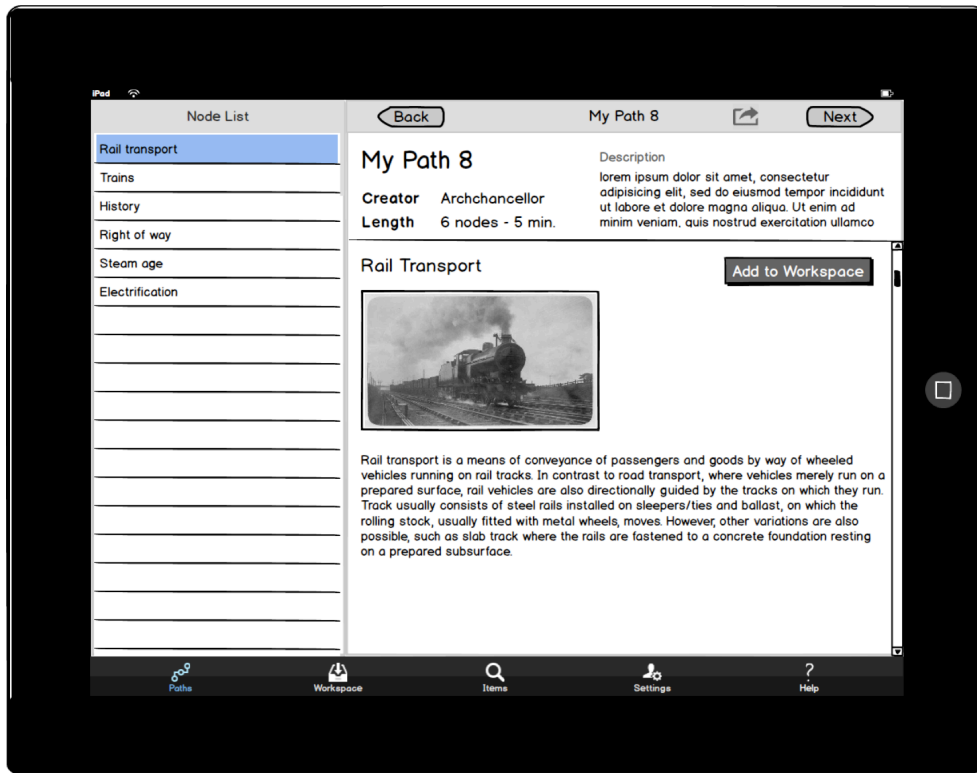 iPad
Node List
Back
My Path 8
Next
Rail transport
Trains
History
Right of way
Steam age
Electrification
My Path 8
Creator Archchancellor
Length 6 nodes - 5 min.
Description
lorem ipsum dolor sit amet, consectetur
adipisicing elit, sed do eiusmod tempor incididunt
ut labore et dolore magna aliqua. Ut enim ad
minim veniam, quis nostrud exercitation ullamco
Rail Transport
Add to Workspace
Rail transport is a means of conveyance of passengers and goods by way of wheeled
vehicles running on rail tracks. In contrast to road transport, where vehicles merely run on a
prepared surface, rail vehicles are also directionally guided by the tracks on which they run.
Track usually consists of steel rails installed on sleepers/ties and ballast, on which the
rolling stock, usually fitted with metal wheels, moves. However, other variations are also
possible, such as slab track where the rails are fastened to a concrete foundation resting
on a prepared subsurface.
Paths
Workspace
Items
Settings
?
Help